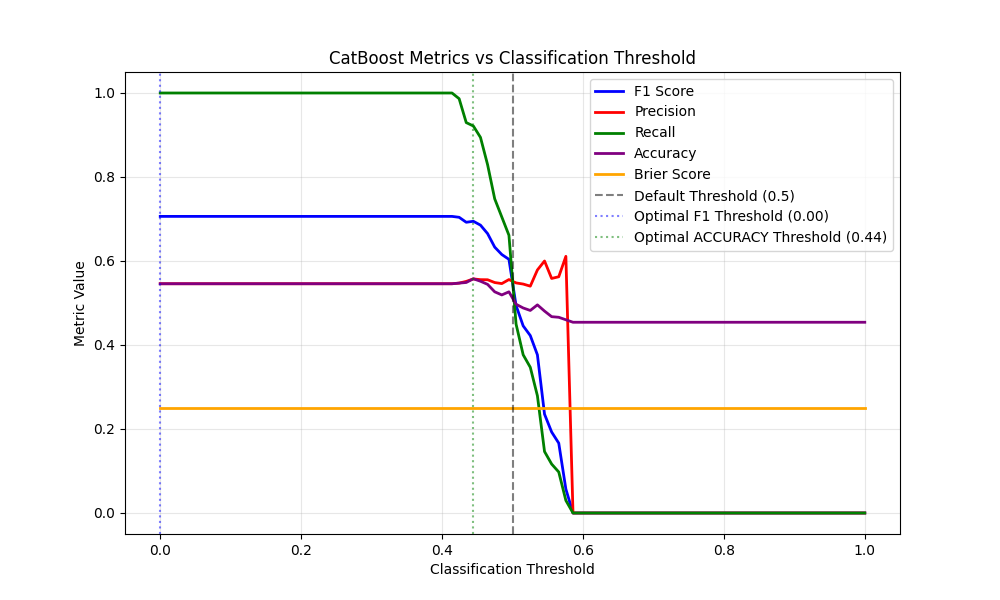 CatBoost Metrics vs Classification Threshold
F1 Score
Precision
Recall
Accuracy
Brier Score
Default Threshold (0.5)
Optimal F1 Threshold (0.00)
Optimal ACCURACY Threshold (0.44)
Metric Value
1.0
0.8
0.6
0.4
0.2
0.0
0.0 0.2 0.4 0.6 0.8 1.0
Classification Threshold